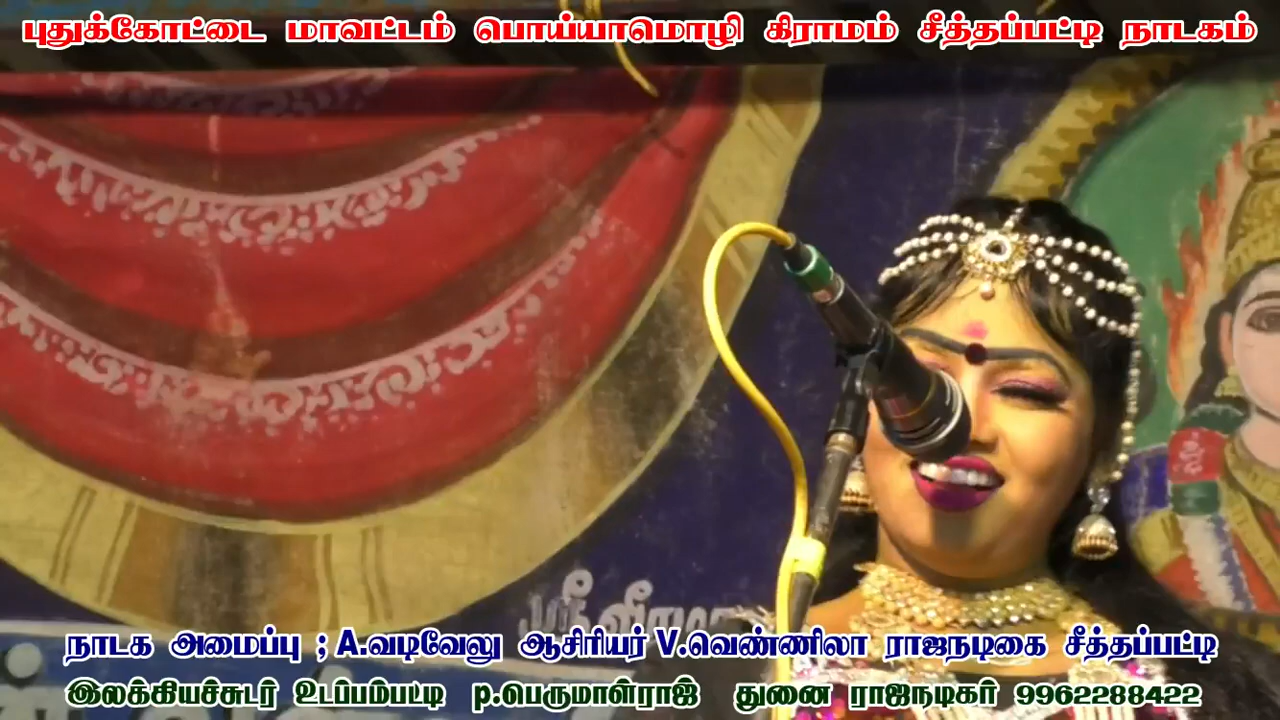 புதுக்கோட்டை மாவட்டம் பொய்யாமொழி கிராமம் சீத்தப்பட்டி நாடகம்
ஸ்ரீ வீரமா
நாடக அமைப்பு ; A.வடிவேலு ஆசிரியர் V.வெண்ணிலா ராஜநடிகை சீத்தப்பட்டி
இலக்கியச்சுடர் உடப்பம்பட்டி p.பெருமாள்ராஜ் துனை ராஜநடிகர் 9962288422